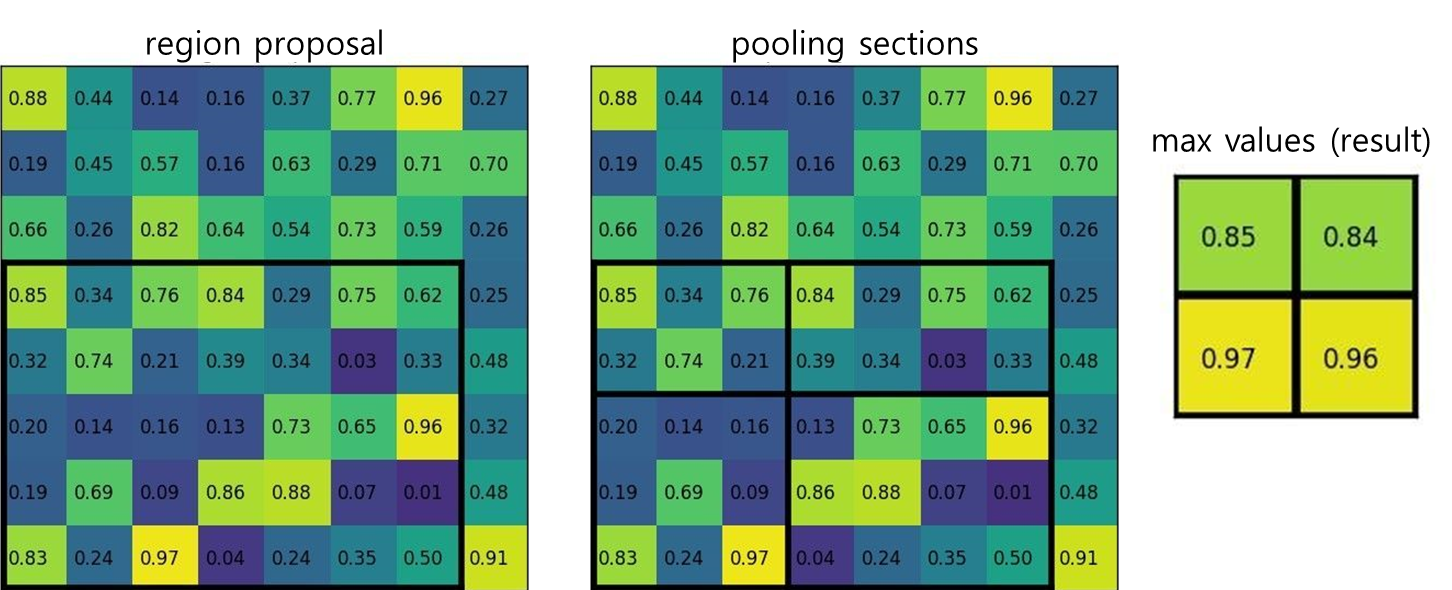 region proposal
0.88 0.44 0.14 0.16 0.37 0.77 0.96 0.27
0.19 0.45 0.57 0.16 0.63 0.29 0.71 0.70
0.66 0.26 0.82 0.64 0.54 0.73 0.59 0.26
0.85 0.34 0.76 0.84 0.29 0.75 0.62 0.25
0.32 0.74 0.21 0.39 0.34 0.03 0.33 0.48
0.20 0.14 0.16 0.13 0.73 0.65 0.96 0.32
0.19 0.69 0.09 0.86 0.88 0.07 0.01 0.48
0.83 0.24 0.97 0.04 0.24 0.35 0.50 0.91
pooling sections
0.88 0.44 0.14 0.16 0.37 0.77 0.96 0.27
0.19 0.45 0.57 0.16 0.63 0.29 0.71 0.70
0.66 0.26 0.82 0.64 0.54 0.73 0.59 0.26
0.85 0.34 0.76 0.84 0.29 0.75 0.62 0.25
0.32 0.74 0.21 0.39 0.34 0.03 0.33 0.48
0.20 0.14 0.16 0.13 0.73 0.65 0.96 0.32
0.19 0.69 0.09 0.86 0.88 0.07 0.01 0.48
0.83 0.24 0.97 0.04 0.24 0.35 0.50 0.91
max values (result)
0.85 0.84
0.97 0.96